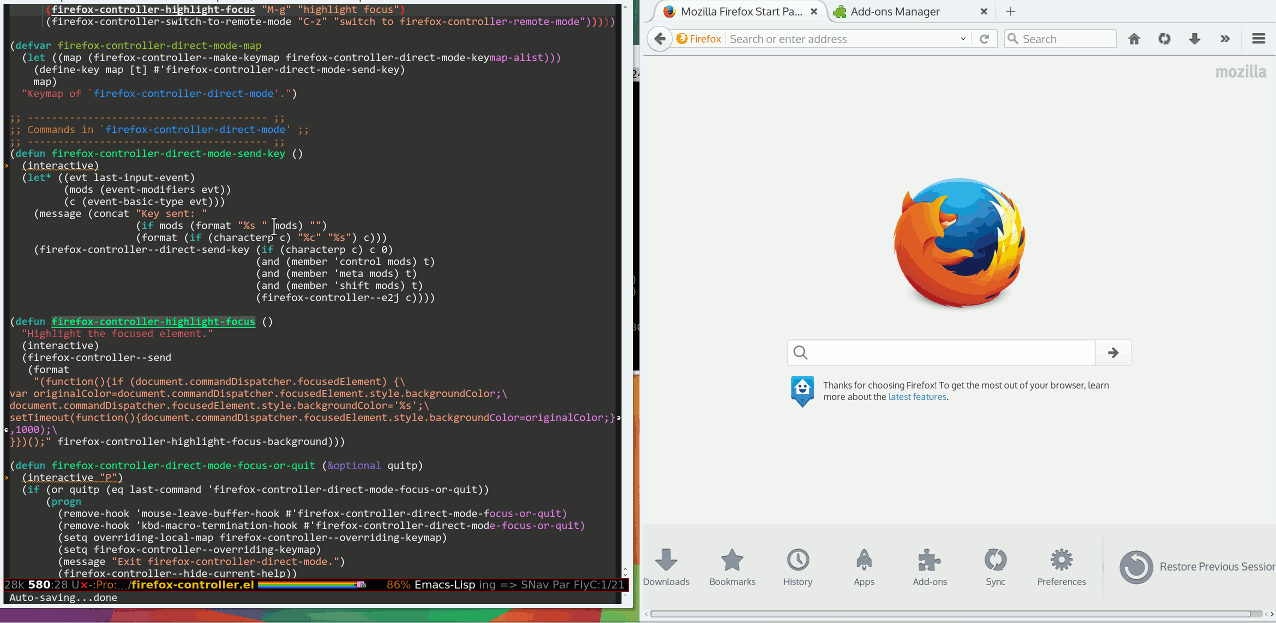 (firefox-controller-highlight-focus "M-g" "highlight focus")
(firefox-controller-switch-to-remote-mode "C-z" "switch to firefox-controller-remote-mode")))))
(defvar firefox-controller-direct-mode-map
(let ((map (firefox-controller--make-keymap firefox-controller-direct-mode-keymap-alist)))
(define-key map [t] #'firefox-controller-direct-mode-send-key)
map)
"Keymap of `firefox-controller-direct-mode'.")
;; --------------------------------------- ;;
;; Commands in `firefox-controller-direct-mode' ;;
;; --------------------------------------- ;;
(defun firefox-controller-direct-mode-send-key ()
(interactive)
(let* ((evt last-input-event)
(mods (event-modifiers evt))
(c (event-basic-type evt)))
(message (concat "Key sent: "
(if mods (format "%s " mods) "")
(format (if (characterp c) "%c" "%s") c)))
(firefox-controller--direct-send-key (if (characterp c) c 0)
(and (member 'control mods) t)
(and (member 'meta mods) t)
(and (member 'shift mods) t)
(firefox-controller--e2j c))))
(defun firefox-controller-highlight-focus ()
"Highlight the focused element."
(interactive)
(firefox-controller--send
(format
"(function(){if (document.commandDispatcher.focusedElement) {\
var originalColor=document.commandDispatcher.focusedElement.style.backgroundColor;\
document.commandDispatcher.focusedElement.style.backgroundColor='%s';\
setTimeout(function(){document.commandDispatcher.focusedElement.style.backgroundColor=originalColor;}
,1000);\
}})();" firefox-controller-highlight-focus-background)))
(defun firefox-controller-direct-mode-focus-or-quit (&optional quitp)
(interactive "P")
(if (or quitp (eq last-command 'firefox-controller-direct-mode-focus-or-quit))
(progn
(remove-hook 'mouse-leave-buffer-hook #'firefox-controller-direct-mode-focus-or-quit)
(remove-hook 'kbd-macro-termination-hook #'firefox-controller-direct-mode-focus-or-quit)
(setq overriding-local-map firefox-controller--overriding-keymap)
(setq firefox-controller--overriding-keymap)
(message "Exit firefox-controller-direct-mode.")
(firefox-controller--hide-current-help))
28k 580:28 Ux-:Pro:../firefox-controller.el 86% Emacs-Lisp ing => SNav Par FlyC:1/21
Auto-saving...done
Mozilla Firefox Start Pa...
Add-ons Manager
Firefox
Search or enter address
Search
mozilla
Thanks for choosing Firefox! To get the most out of your browser, learn
more about the latest features.
Downloads
Bookmarks
History
Apps
Add-ons
Sync
Preferences
Restore Previous Session